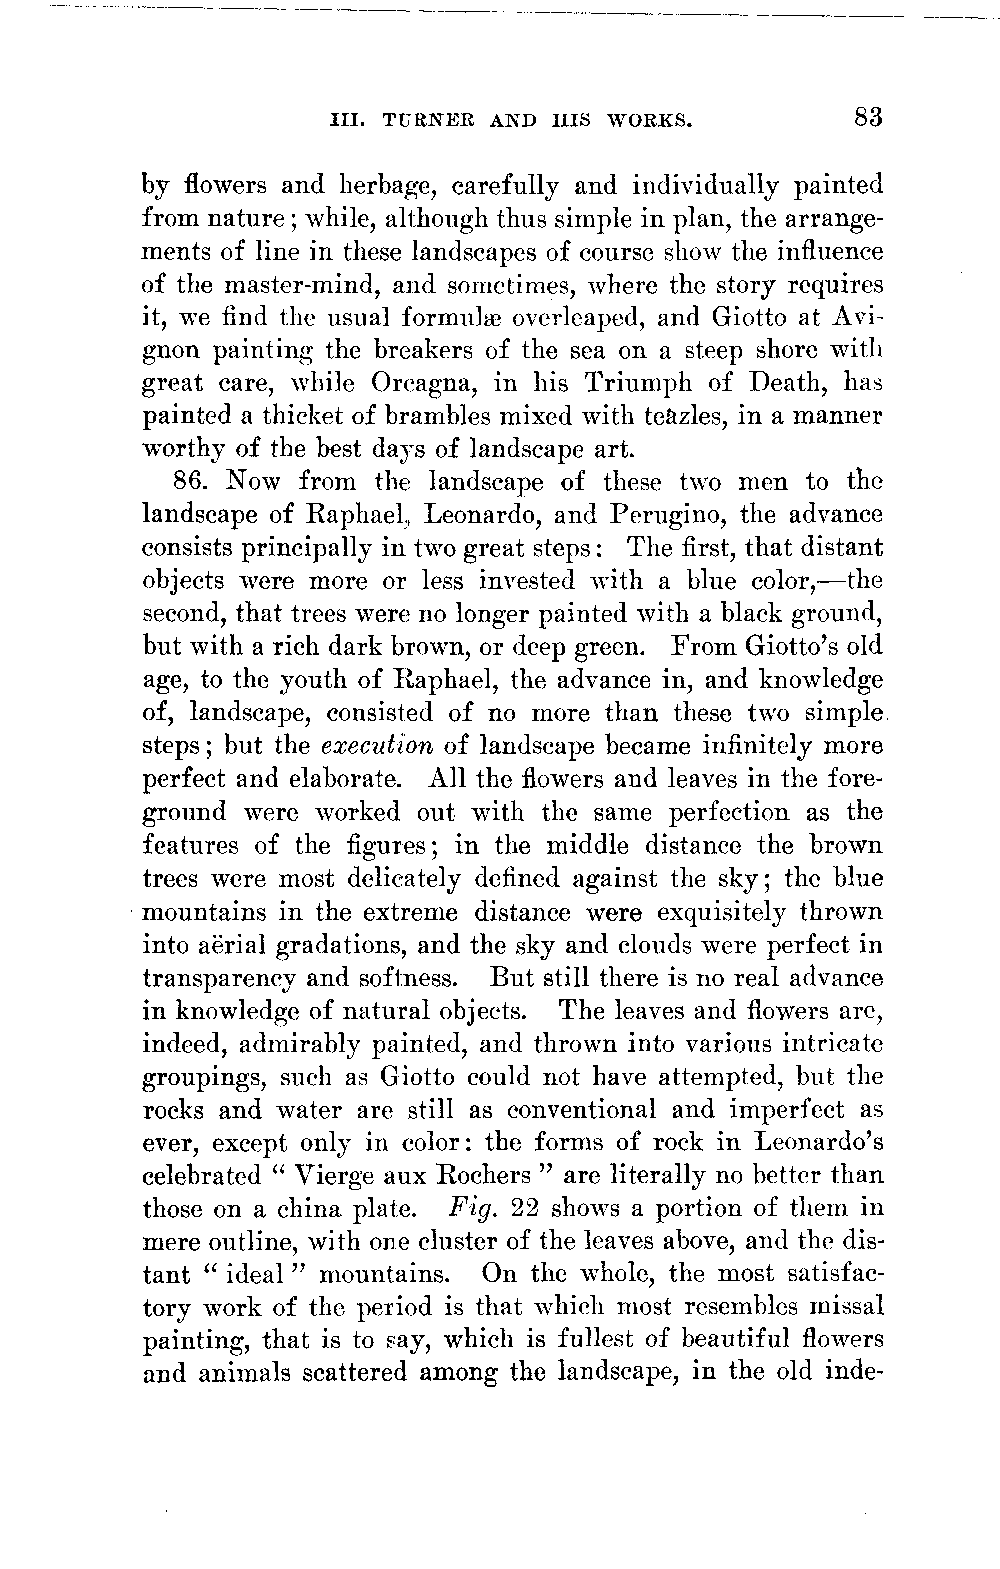 III. TURNER AND HIS WORKS. 83
by flowers and herbage, carefully and individually painted
from nature; while, although thus simple in plan, the arrange-
ments of line in these landscapes of course show the influence
of the master-mind, and sometimes, where the story requires
it, we find the usual formulæ overleaped, and Giotto at Avi-
gnon painting the breakers of the sea on a steep shore with
great care, while Orcagna, in his Triumph of Death, has
painted a thicket of brambles mixed with teazles, in a manner
worthy of the best days of landscape art.
86. Now from the landscape of these two men to the
landscape of Raphael, Leonardo, and Perugino, the advance
consists principally in two great steps: The first, that distant
objects were more or less invested with a blue color,—the
second, that trees were no longer painted with a black ground,
but with a rich dark brown, or deep green. From Giotto's old
age, to the youth of Raphael, the advance in, and knowledge
of, landscape, consisted of no more than these two simple
steps; but the execution of landscape became infinitely more
perfect and elaborate. All the flowers and leaves in the fore-
ground were worked out with the same perfection as the
features of the figures; in the middle distance the brown
trees were most delicately defined against the sky; the blue
mountains in the extreme distance were exquisitely thrown
into aërial gradations, and the sky and clouds were perfect in
transparency and softness. But still there is no real advance
in knowledge of natural objects. The leaves and flowers are,
indeed, admirably painted, and thrown into various intricate
groupings, such as Giotto could not have attempted, but the
rocks and water are still as conventional and imperfect as
ever, except only in color: the forms of rock in Leonardo's
celebrated "Vierge aux Rochers" are literally no better than
those on a china plate. Fig. 22 shows a portion of them in
mere outline, with one cluster of the leaves above, and the dis-
tant "ideal" mountains. On the whole, the most satisfac-
tory work of the period is that which most resembles missal
painting, that is to say, which is fullest of beautiful flowers
and animals scattered among the landscape, in the old inde-